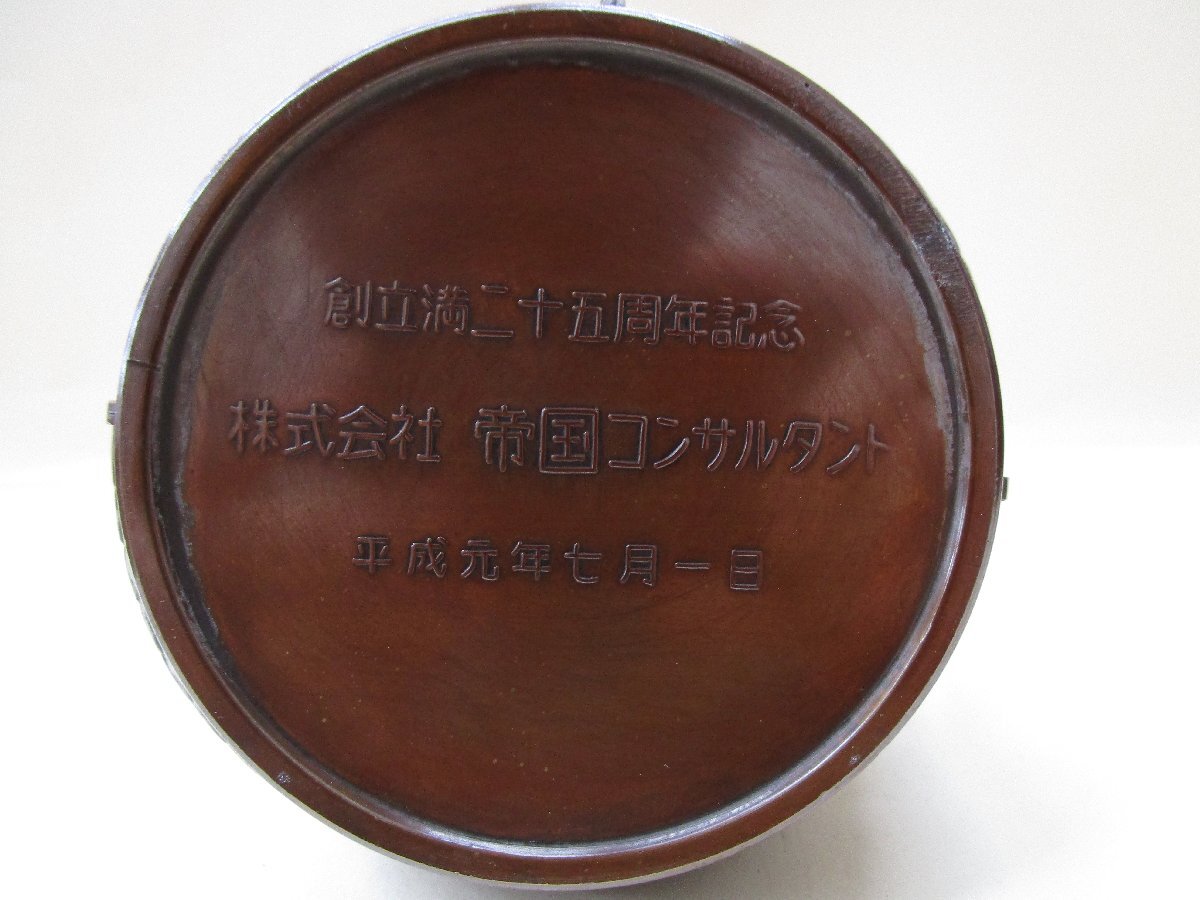 創立満二十五周年記念
株式会社 帝国コンサルタント
平成元年七月一日